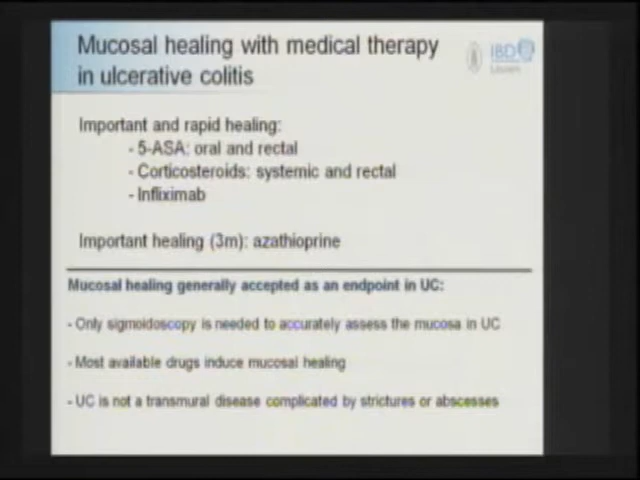 Mucosal healing with medical therapy
in ulcerative colitis
IBD
Leuven
Important and rapid healing:
- 5-ASA: oral and rectal
- Corticosteroids: systemic and rectal
- Infliximab
Important healing (3m): azathioprine
Mucosal healing generally accepted as an endpoint in UC:
- Only sigmoidoscopy is needed to accurately assess the mucosa in UC
- Most available drugs induce mucosal healing
- UC is not a transmural disease complicated by strictures or abscesses